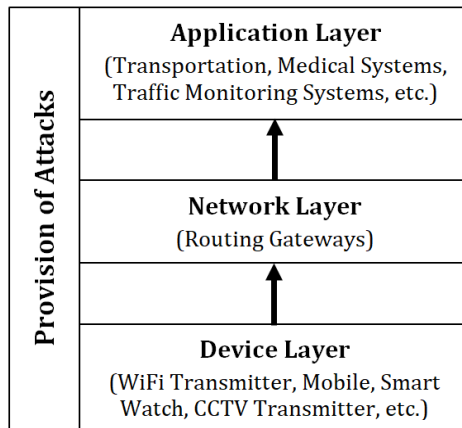 Provision of Attacks
Application Layer
(Transportation, Medical Systems,
Traffic Monitoring Systems, etc.)
Network Layer
(Routing Gateways)
Device Layer
(WiFi Transmitter, Mobile, Smart
Watch, CCTV Transmitter, etc.)